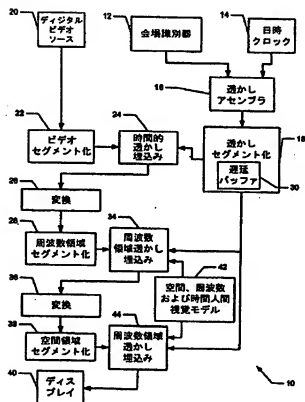 20
ディジタル
ビデオ
ソース
12
会場識別器
14
日時
クロック
16
透かし
アセンブラ
22
ビデオ
セグメント化
24
時間的
透かし
埋込み
18
透かし
セグメント化
遅延
バッファ
30
26
変換
28
周波数領域
セグメント化
34
周波数
領域透かし
埋込み
36
変換
42
空間、周波数
および時間人間
視覚モデル
38
空間領域
セグメント化
44
周波数領域
透かし
埋込み
40
ディス
プレイ
10